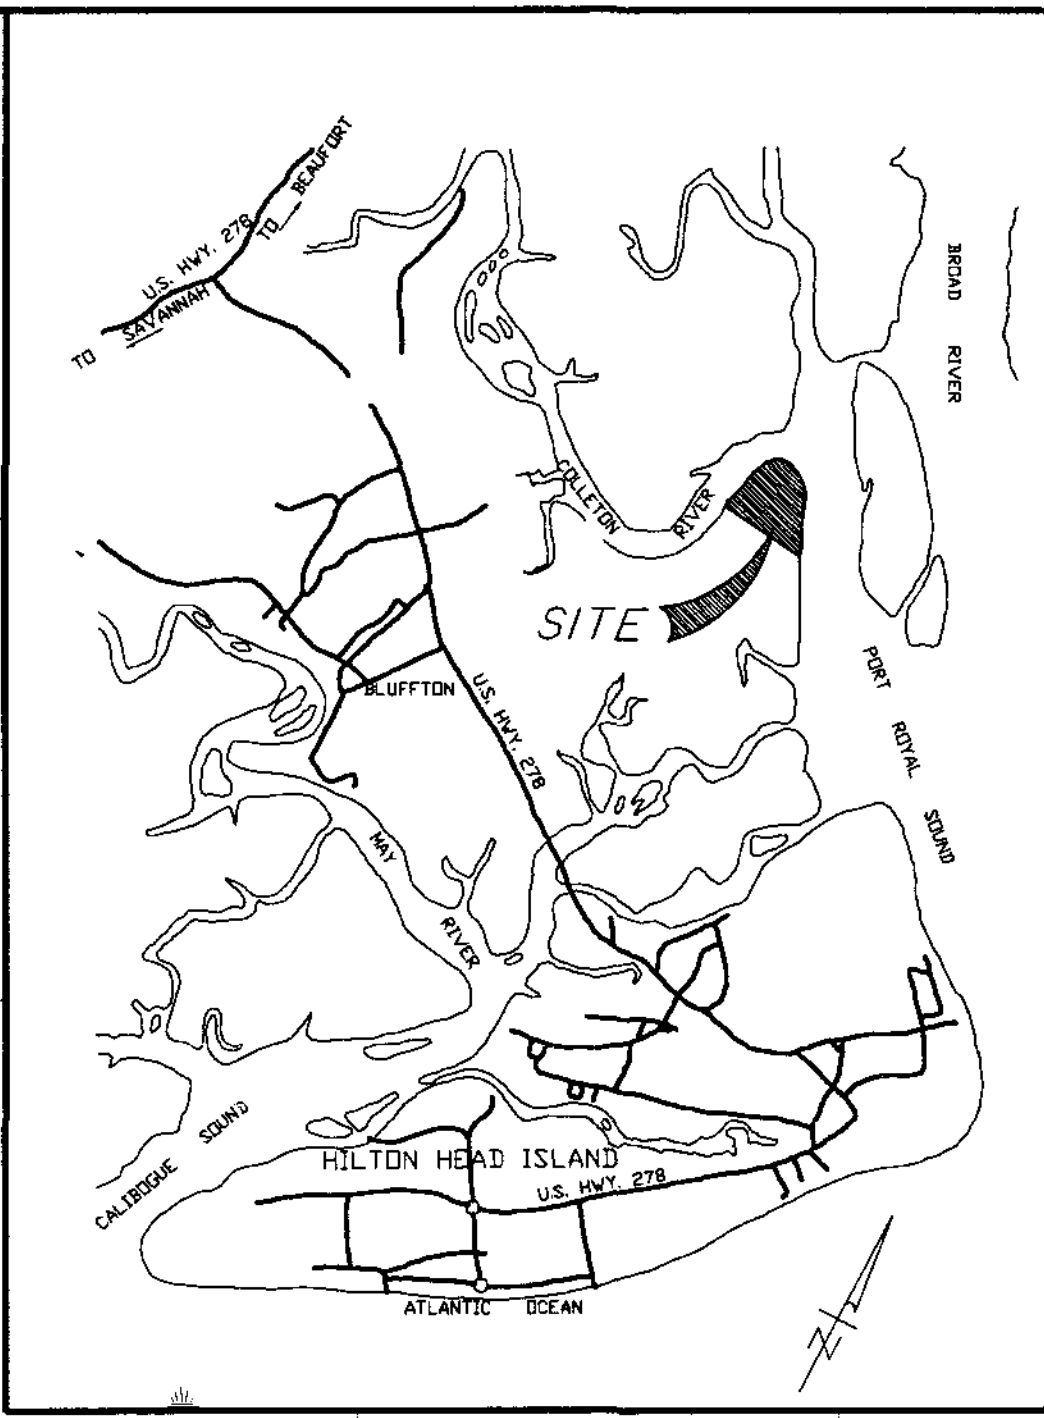 TO BEAUFORT
U.S. HWY. 278
TO SAVANNAH
BROAD RIVER
COLLETON RIVER
SITE
PORT ROYAL SOUND
BLUFFTON
U.S. HWY. 278
MAY RIVER
CALIBOGUE SOUND
HILTON HEAD ISLAND
U.S. HWY. 278
ATLANTIC OCEAN
N